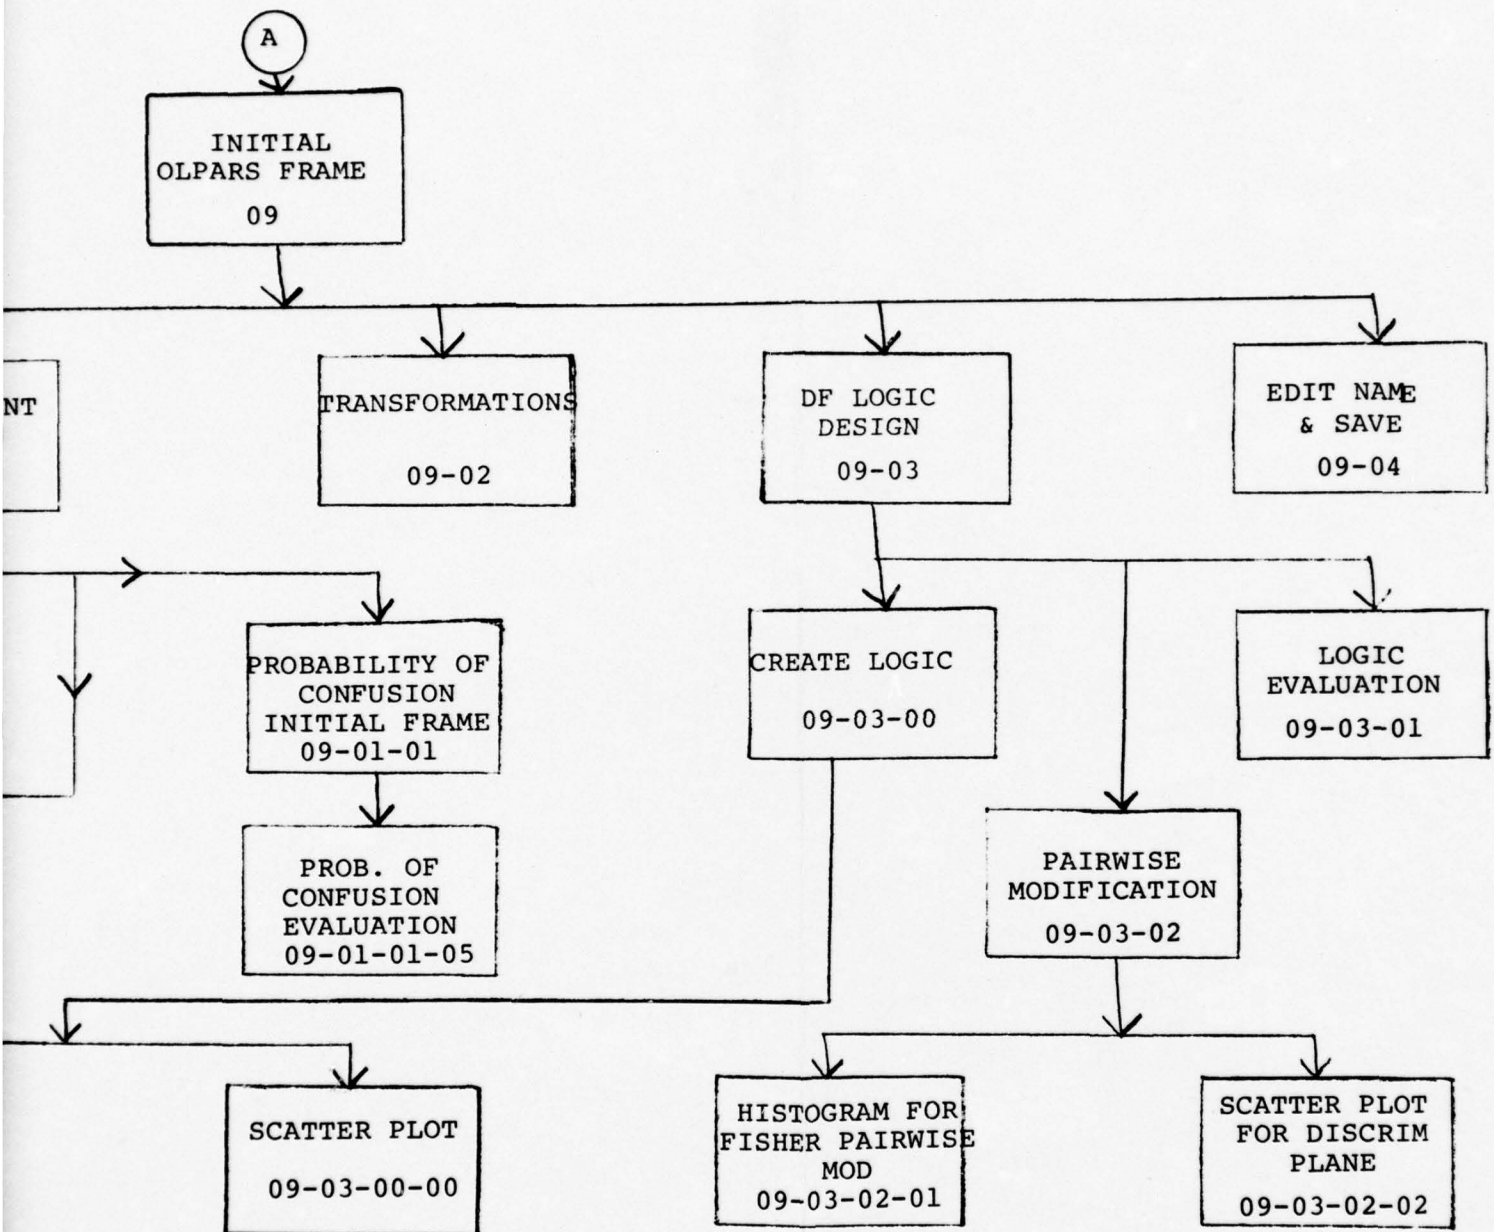 A
INITIAL
OLPARS FRAME
09
NT
TRANSFORMATIONS
09-02
DF LOGIC
DESIGN
09-03
EDIT NAME
& SAVE
09-04
PROBABILITY OF
CONFUSION
INITIAL FRAME
09-01-01
CREATE LOGIC
09-03-00
LOGIC
EVALUATION
09-03-01
PROB. OF
CONFUSION
EVALUATION
09-01-01-05
PAIRWISE
MODIFICATION
09-03-02
SCATTER PLOT
09-03-00-00
HISTOGRAM FOR
FISHER PAIRWISE
MOD
09-03-02-01
SCATTER PLOT
FOR DISCRIM
PLANE
09-03-02-02